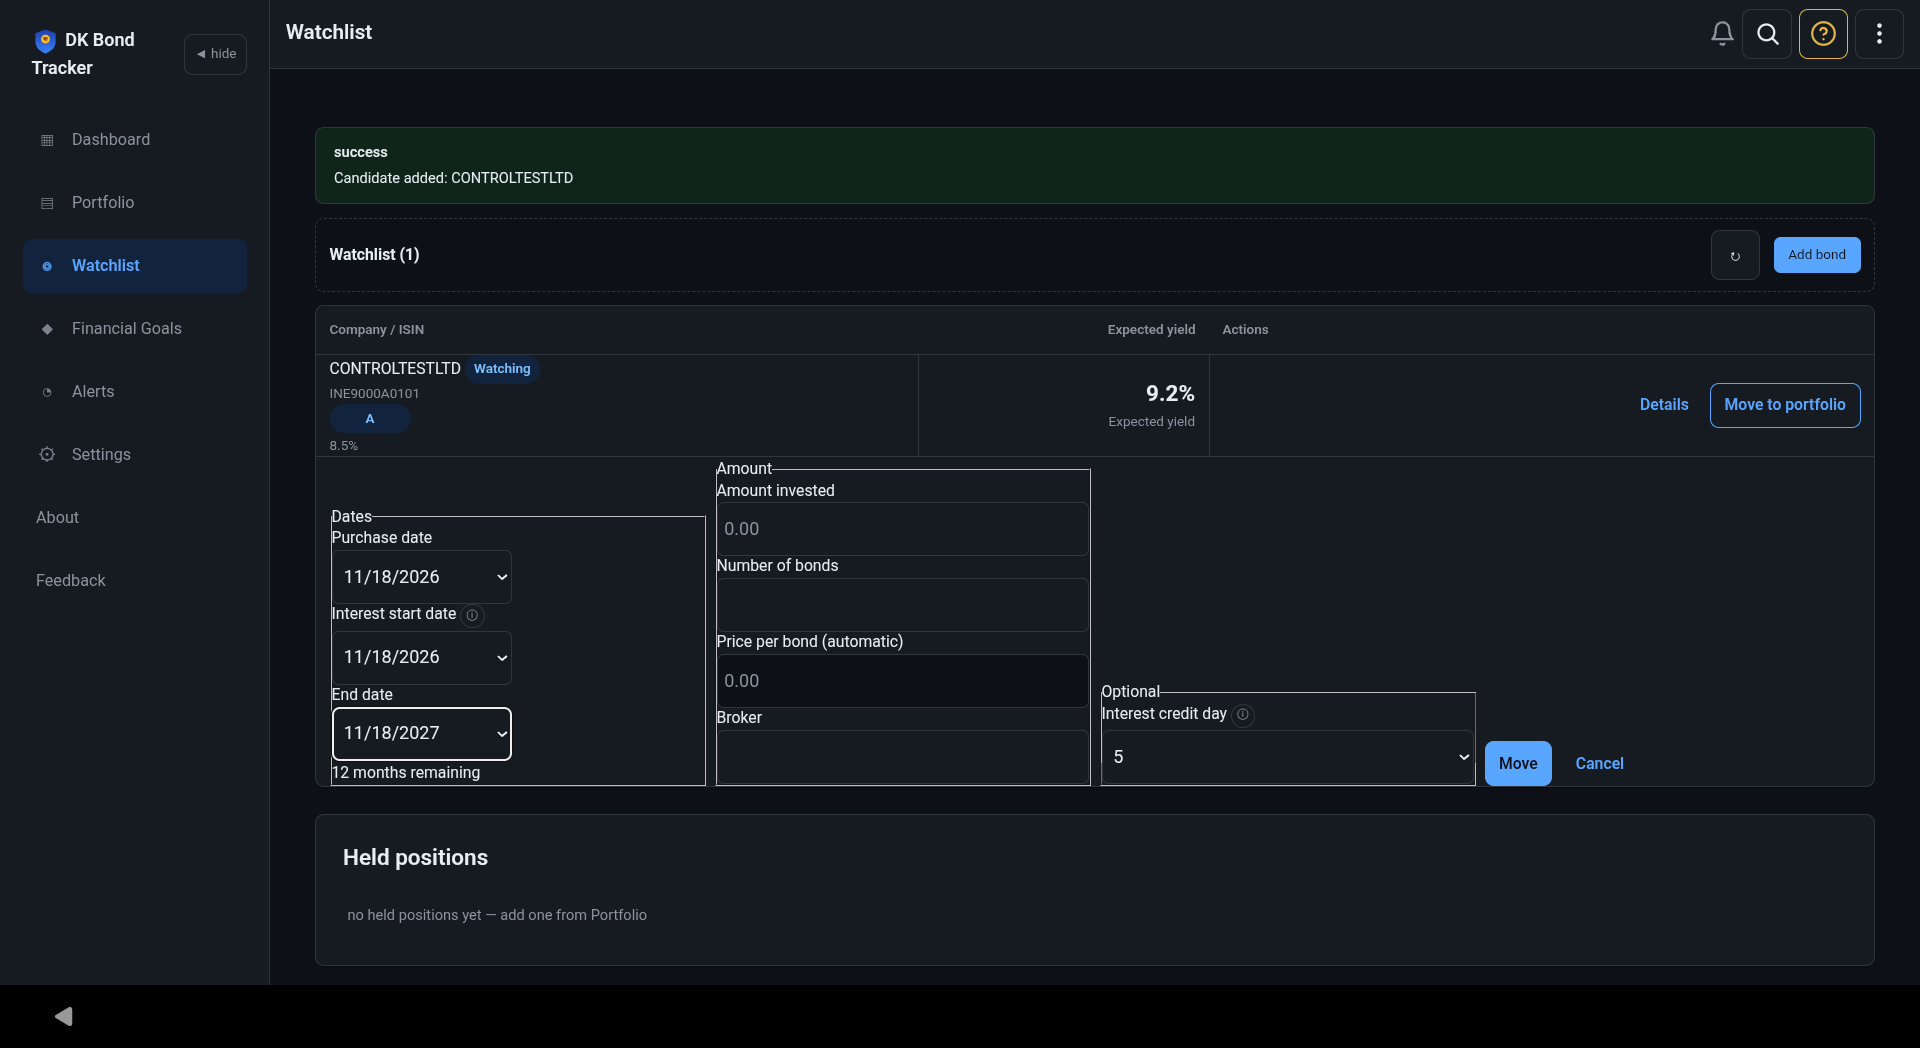 DK Bond
Tracker
◄ hide
Dashboard
Portfolio
Watchlist
Financial Goals
Alerts
Settings
About
Feedback
Watchlist
success
Candidate added: CONTROLTESTLTD
Watchlist (1)
Add bond
Company / ISIN
Expected yield
Actions
CONTROLTESTLTD Watching
INE9000A0101
A
8.5%
9.2%
Expected yield
Details
Move to portfolio
Dates
Purchase date
11/18/2026
Interest start date
11/18/2026
End date
11/18/2027
12 months remaining
Amount
Amount invested
0.00
Number of bonds
Price per bond (automatic)
0.00
Broker
Optional
Interest credit day
5
Move
Cancel
Held positions
no held positions yet — add one from Portfolio